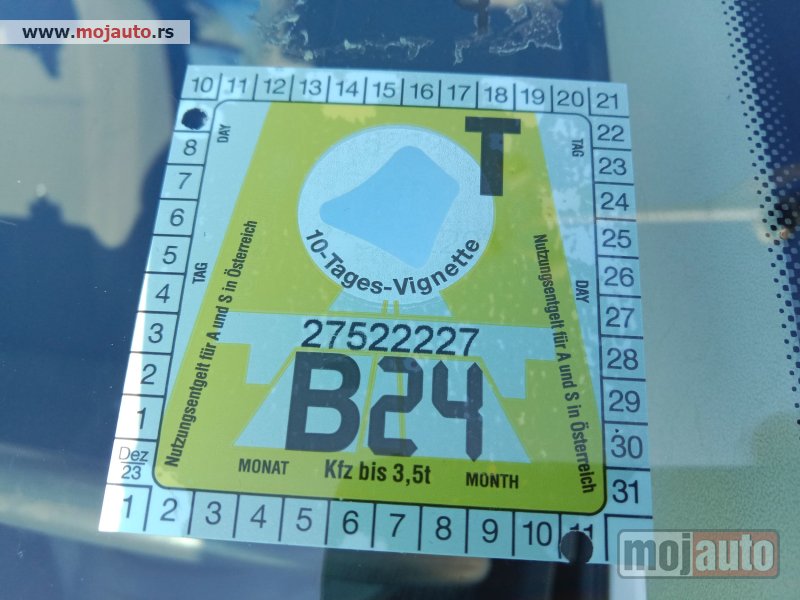 www.mojauto.rs
10 11 12 13 14 15 16 17 18 19 20 21
DAY
T
TAG
8
7
6
5
4
3
2
1
Dez
23
22
23
24
25
26
27
28
29
30
31
TAG
DAY
10-Tages-Vignette
Nutzungsentgelt für A und S in Österreich
Nutzungsentgelt für A und S in Österreich
27522227
B24
MONAT Kfz bis 3,5t MONTH
1 2 3 4 5 6 7 8 9 10 11
mojauto